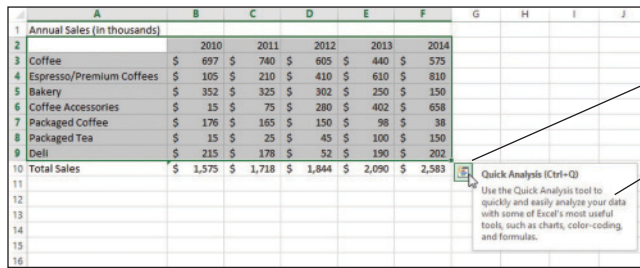 A B C D E F G H I J
1 Annual Sales (in thousands)
2 2010 2011 2012 2013 2014
3 Coffee $ 697 $ 740 $ 605 $ 440 $ 575
4 Espresso/Premium Coffees $ 105 $ 210 $ 410 $ 610 $ 810
5 Bakery $ 352 $ 325 $ 302 $ 250 $ 150
6 Coffee Accessories $ 15 $ 75 $ 280 $ 402 $ 658
7 Packaged Coffee $ 176 $ 165 $ 150 $ 98 $ 38
8 Packaged Tea $ 15 $ 25 $ 45 $ 100 $ 150
9 Deli $ 215 $ 178 $ 52 $ 190 $ 202
10 Total Sales $ 1,575 $ 1,718 $ 1,844 $ 2,090 $ 2,583
11
12
13
14
15
16
Quick Analysis (Ctrl+Q)
Use the Quick Analysis tool to
quickly and easily analyze your data
with some of Excel's most useful
tools, such as charts, color-coding,
and formulas.